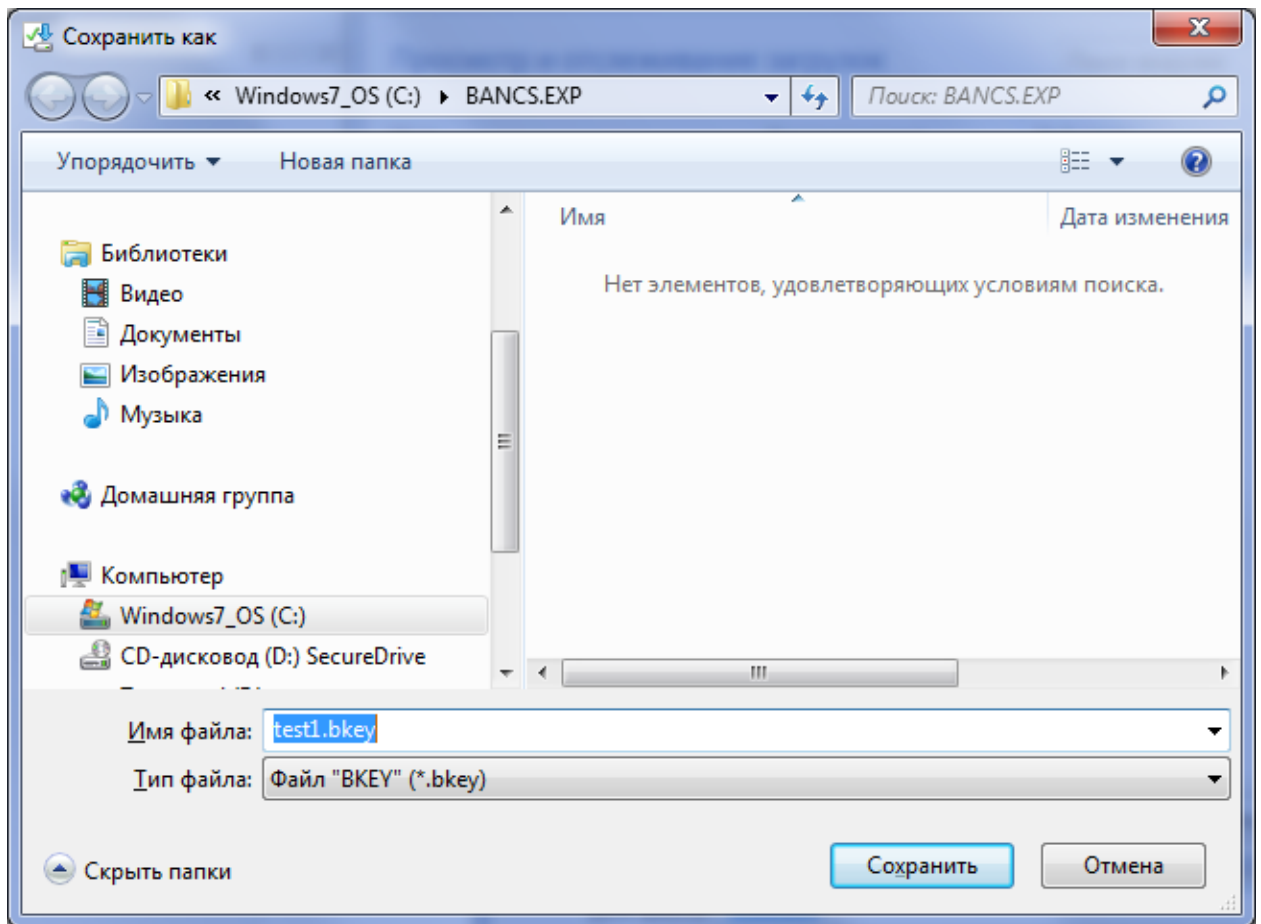 Сохранить как
« Windows7_OS (C:) BANCS.EXP
Поиск: BANCS.EXP
Упорядочить Новая папка
Имя Дата изменения
Нет элементов, удовлетворяющих условиям поиска.
Библиотеки
Видео
Документы
Изображения
Музыка
Домашняя группа
Компьютер
Windows7_OS (C:)
CD-дисковод (D:) SecureDrive
Имя файла: test1.bkey
Тип файла: Файл "BKEY" (*.bkey)
Скрыть папки Сохранить Отмена